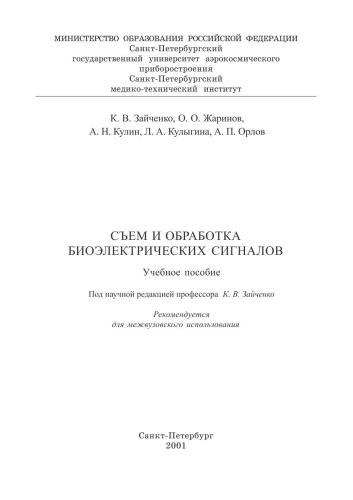 МИНИСТЕРСТВО ОБРАЗОВАНИЯ РОССИЙСКОЙ ФЕДЕРАЦИИ
Санкт-Петербургский
государственный университет аэрокосмического
приборостроения
Санкт-Петербургский
медико-технический институт
К. В. Зайченко, О. О. Жаринов,
А. Н. Кулин, Л. А. Кулыгина, А. П. Орлов
СЪЕМ И ОБРАБОТКА
БИОЭЛЕКТРИЧЕСКИХ СИГНАЛОВ
Учебное пособие
Под научной редакцией профессора К. В. Зайченко
Рекомендуется
для межвузовского использования
Санкт-Петербург
2001